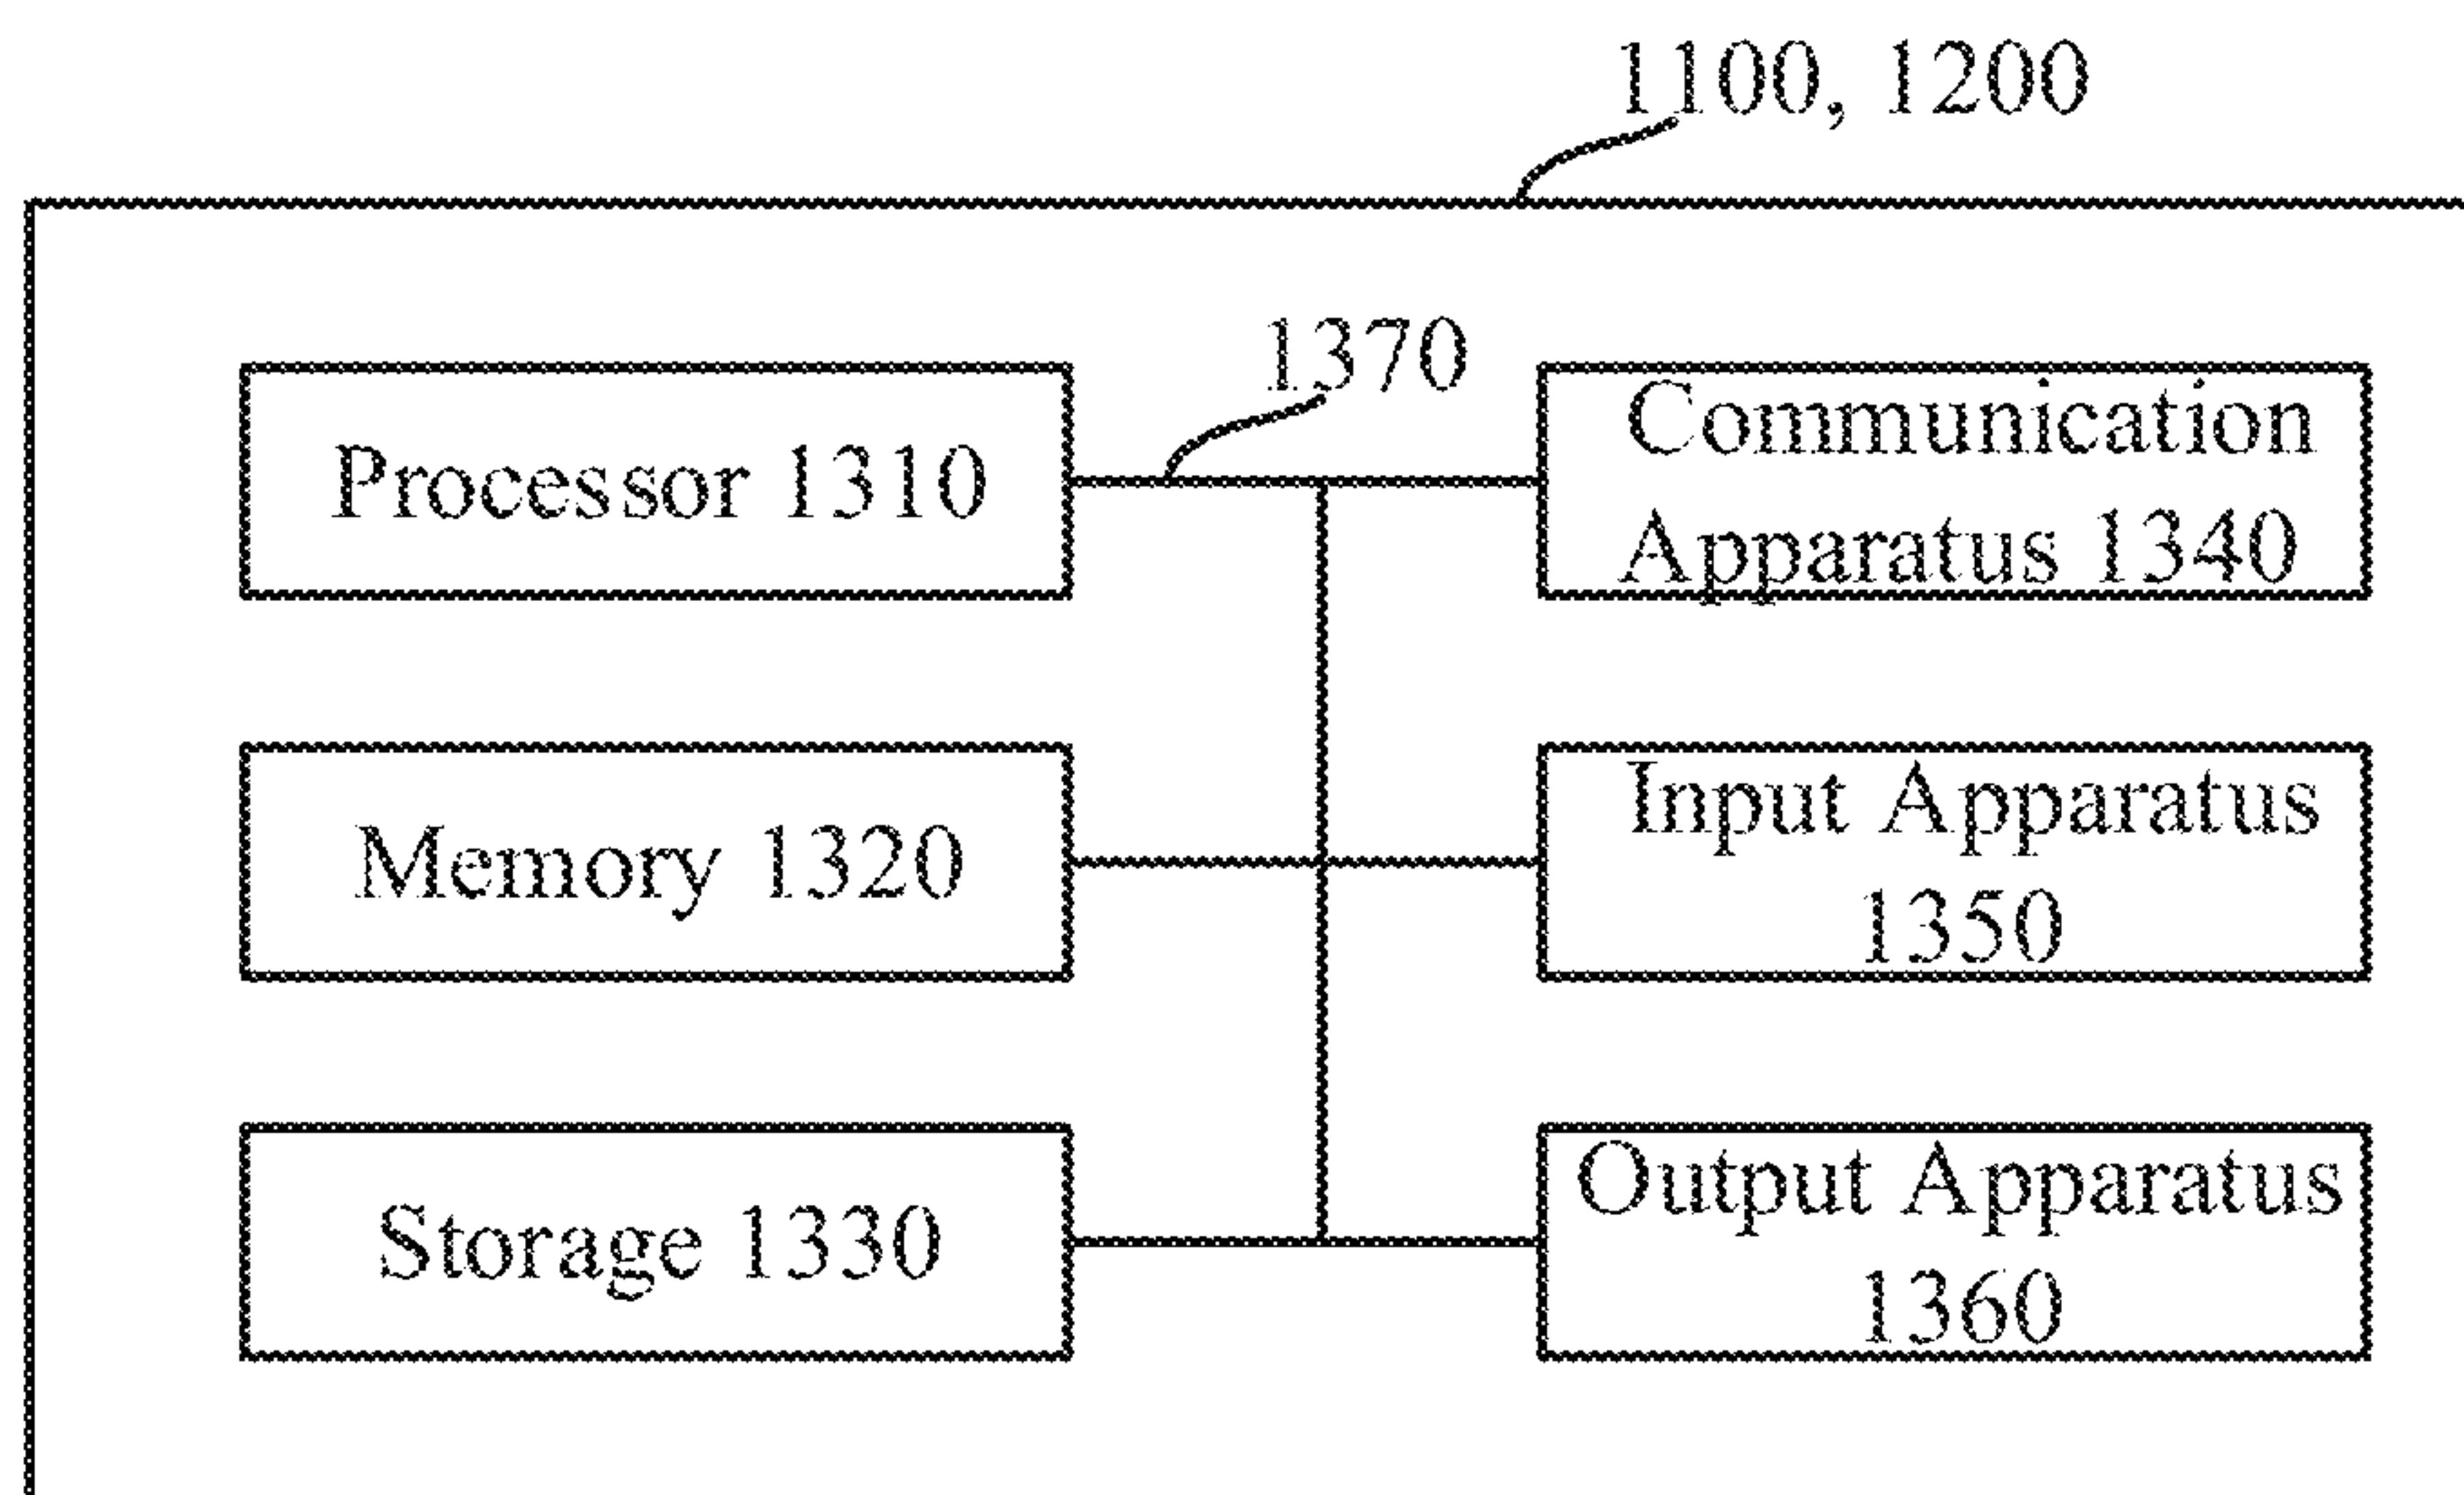 1100, 1200
1370
Processor 1310
Communication
Apparatus 1340
Memory 1320
Input Apparatus
1350
Storage 1330
Output Apparatus
1360